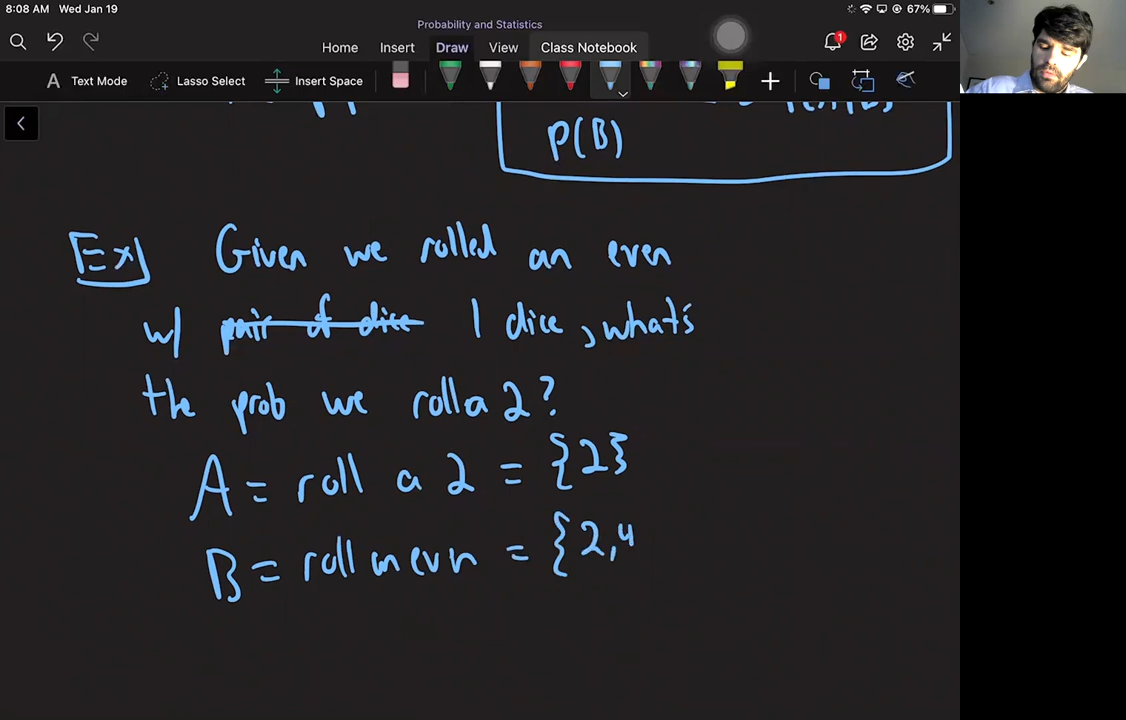 8:08 AM Wed Jan 19
67%
Probability and Statistics
Home Insert Draw View Class Notebook
1
Text Mode Lasso Select Insert Space
P(B)
Ex Given we rolled an even
w/ pair of dice 1 dice, what's
the prob we roll a 2?
A = roll a 2 = {2}
B = roll an evn = {2,4